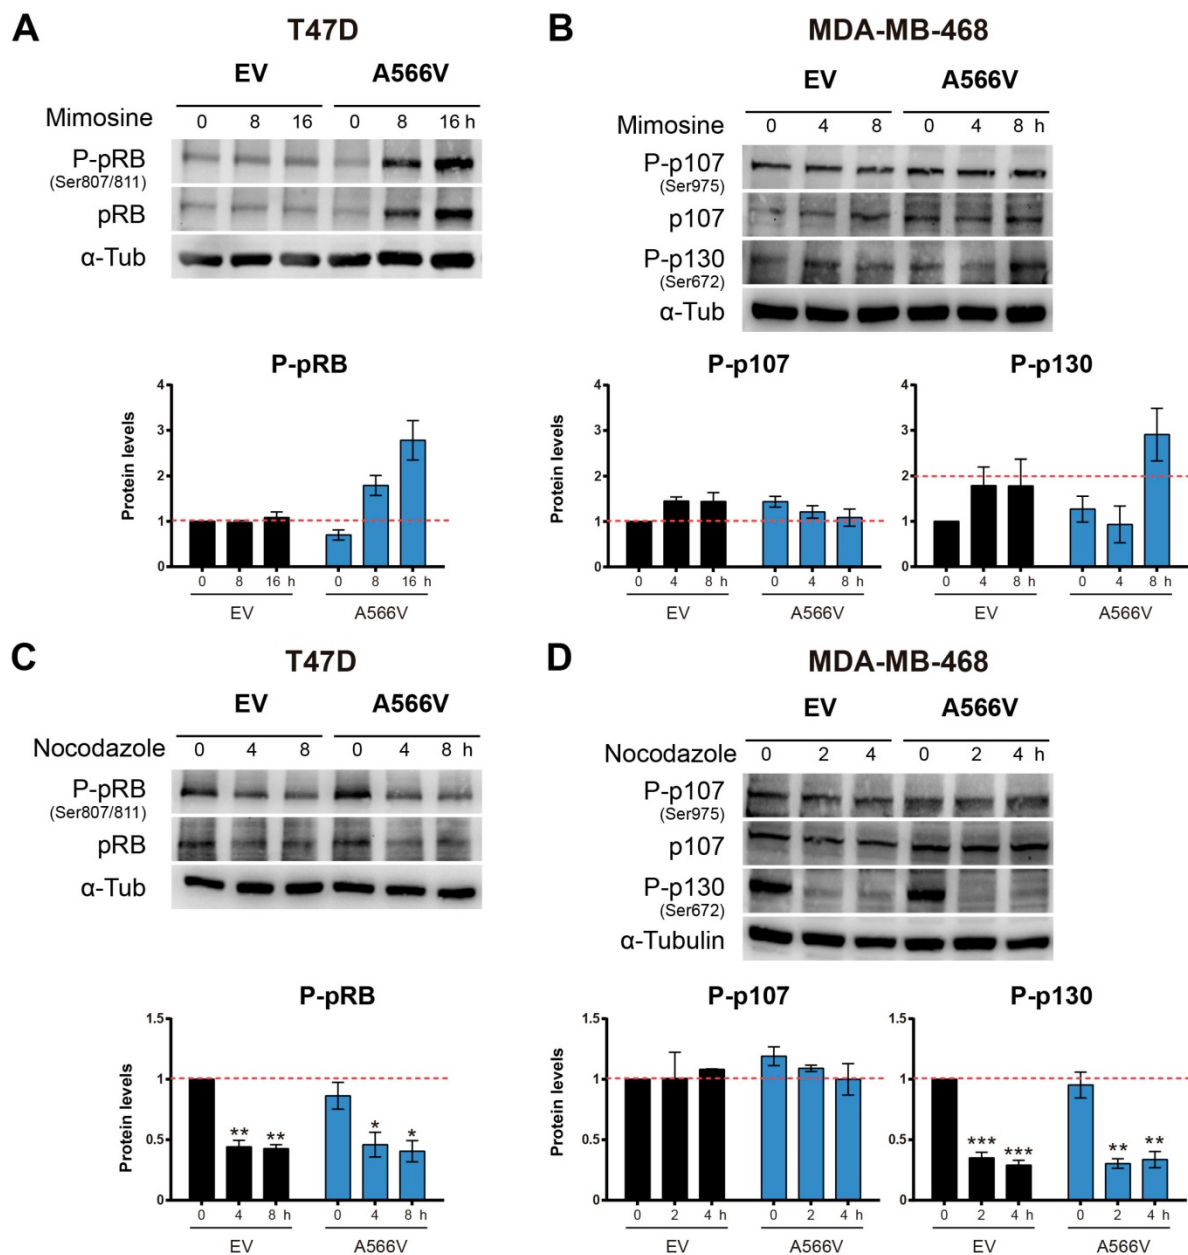 A
T47D
EV A566V
Mimosine 0 8 16 0 8 16 h
P-pRB
(Ser807/811)
pRB
α-Tub
P-pRB
Protein levels
4
3
2
1
0
0 8 16 h 0 8 16 h
EV A566V
B
MDA-MB-468
EV A566V
Mimosine 0 4 8 0 4 8 h
P-p107
(Ser975)
p107
P-p130
(Ser672)
α-Tub
P-p107
Protein levels
4
3
2
1
0
0 4 8 h 0 4 8 h
EV A566V
P-p130
4
3
2
1
0
0 4 8 h 0 4 8 h
EV A566V
C
T47D
EV A566V
Nocodazole 0 4 8 0 4 8 h
P-pRB
(Ser807/811)
pRB
α-Tub
P-pRB
Protein levels
1.5
1
0.5
0
** ** * *
0 4 8 h 0 4 8 h
EV A566V
D
MDA-MB-468
EV A566V
Nocodazole 0 2 4 0 2 4 h
P-p107
(Ser975)
p107
P-p130
(Ser672)
α-Tubulin
P-p107
Protein levels
1.5
1
0.5
0
0 2 4 h 0 2 4 h
EV A566V
P-p130
1.5
1
0.5
0
*** *** ** **
0 2 4 h 0 2 4 h
EV A566V